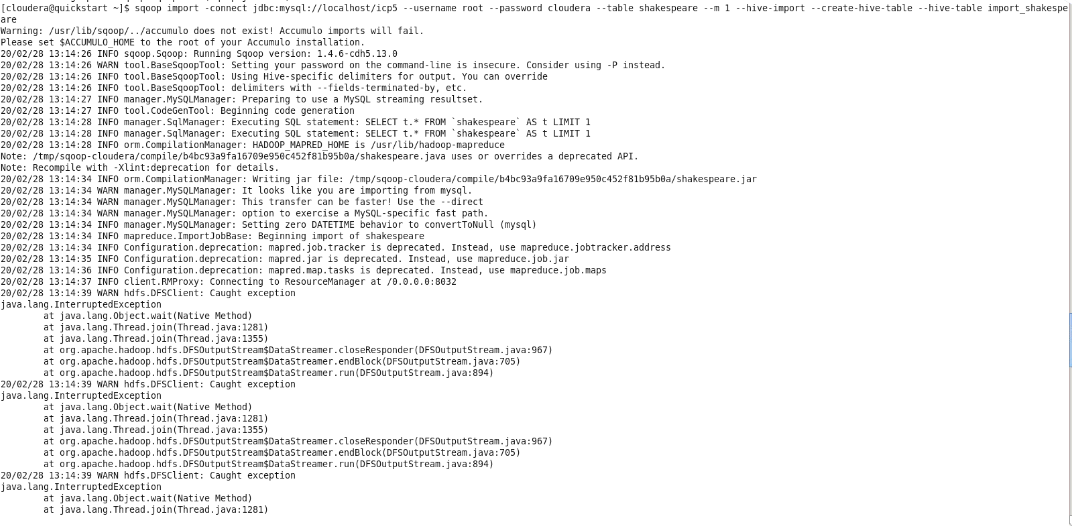 [cloudera@quickstart ~]$ sqoop import -connect jdbc:mysql://localhost/icp5 --username root --password cloudera --table shakespeare --m 1 --hive-import --create-hive-table --hive-table import_shakespe
are
Warning: /usr/lib/sqoop/../accumulo does not exist! Accumulo imports will fail.
Please set $ACCUMULO_HOME to the root of your Accumulo installation.
20/02/28 13:14:26 INFO sqoop.Sqoop: Running Sqoop version: 1.4.6-cdh5.13.0
20/02/28 13:14:26 WARN tool.BaseSqoopTool: Setting your password on the command-line is insecure. Consider using -P instead.
20/02/28 13:14:26 INFO tool.BaseSqoopTool: Using Hive-specific delimiters for output. You can override
20/02/28 13:14:26 INFO tool.BaseSqoopTool: delimiters with --fields-terminated-by, etc.
20/02/28 13:14:27 INFO manager.MySQLManager: Preparing to use a MySQL streaming resultset.
20/02/28 13:14:27 INFO tool.CodeGenTool: Beginning code generation
20/02/28 13:14:28 INFO manager.SqlManager: Executing SQL statement: SELECT t.* FROM `shakespeare` AS t LIMIT 1
20/02/28 13:14:28 INFO manager.SqlManager: Executing SQL statement: SELECT t.* FROM `shakespeare` AS t LIMIT 1
20/02/28 13:14:28 INFO orm.CompilationManager: HADOOP_MAPRED_HOME is /usr/lib/hadoop-mapreduce
Note: /tmp/sqoop-cloudera/compile/b4bc93a9fa16709e950c452f81b95b0a/shakespeare.java uses or overrides a deprecated API.
Note: Recompile with -Xlint:deprecation for details.
20/02/28 13:14:34 INFO orm.CompilationManager: Writing jar file: /tmp/sqoop-cloudera/compile/b4bc93a9fa16709e950c452f81b95b0a/shakespeare.jar
20/02/28 13:14:34 WARN manager.MySQLManager: It looks like you are importing from mysql.
20/02/28 13:14:34 WARN manager.MySQLManager: This transfer can be faster! Use the --direct
20/02/28 13:14:34 WARN manager.MySQLManager: option to exercise a MySQL-specific fast path.
20/02/28 13:14:34 INFO manager.MySQLManager: Setting zero DATETIME behavior to convertToNull (mysql)
20/02/28 13:14:34 INFO mapreduce.ImportJobBase: Beginning import of shakespeare
20/02/28 13:14:34 INFO Configuration.deprecation: mapred.job.tracker is deprecated. Instead, use mapreduce.jobtracker.address
20/02/28 13:14:35 INFO Configuration.deprecation: mapred.jar is deprecated. Instead, use mapreduce.job.jar
20/02/28 13:14:36 INFO Configuration.deprecation: mapred.map.tasks is deprecated. Instead, use mapreduce.job.maps
20/02/28 13:14:37 INFO client.RMProxy: Connecting to ResourceManager at /0.0.0.0:8032
20/02/28 13:14:39 WARN hdfs.DFSClient: Caught exception
java.lang.InterruptedException
at java.lang.Object.wait(Native Method)
at java.lang.Thread.join(Thread.java:1281)
at java.lang.Thread.join(Thread.java:1355)
at org.apache.hadoop.hdfs.DFSOutputStream$DataStreamer.closeResponder(DFSOutputStream.java:967)
at org.apache.hadoop.hdfs.DFSOutputStream$DataStreamer.endBlock(DFSOutputStream.java:705)
at org.apache.hadoop.hdfs.DFSOutputStream$DataStreamer.run(DFSOutputStream.java:894)
20/02/28 13:14:39 WARN hdfs.DFSClient: Caught exception
java.lang.InterruptedException
at java.lang.Object.wait(Native Method)
at java.lang.Thread.join(Thread.java:1281)
at java.lang.Thread.join(Thread.java:1355)
at org.apache.hadoop.hdfs.DFSOutputStream$DataStreamer.closeResponder(DFSOutputStream.java:967)
at org.apache.hadoop.hdfs.DFSOutputStream$DataStreamer.endBlock(DFSOutputStream.java:705)
at org.apache.hadoop.hdfs.DFSOutputStream$DataStreamer.run(DFSOutputStream.java:894)
20/02/28 13:14:39 WARN hdfs.DFSClient: Caught exception
java.lang.InterruptedException
at java.lang.Object.wait(Native Method)
at java.lang.Thread.join(Thread.java:1281)